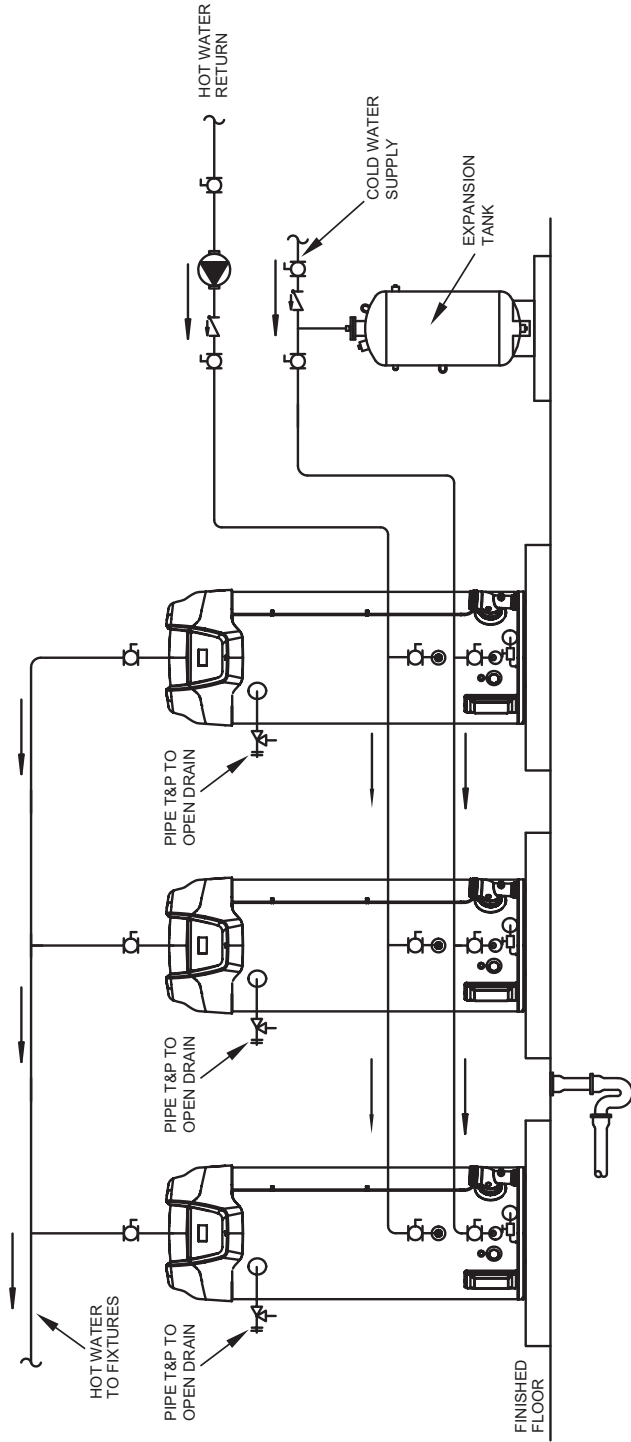 HOT WATER
TO FIXTURES
PIPE T&P TO
OPEN DRAIN
PIPE T&P TO
OPEN DRAIN
PIPE T&P TO
OPEN DRAIN
HOT WATER
RETURN
COLD WATER
SUPPLY
EXPANSION
TANK
FINISHED
FLOOR